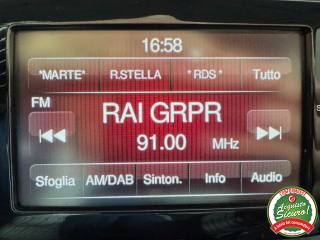 16:58
*MARTE* R.STELLA * RDS * Tutto
FM
RAI GRPR
91.00 MHz
Sfoglia AM/DAB Sinton. Info Audio
Acquisto
Sicuro!